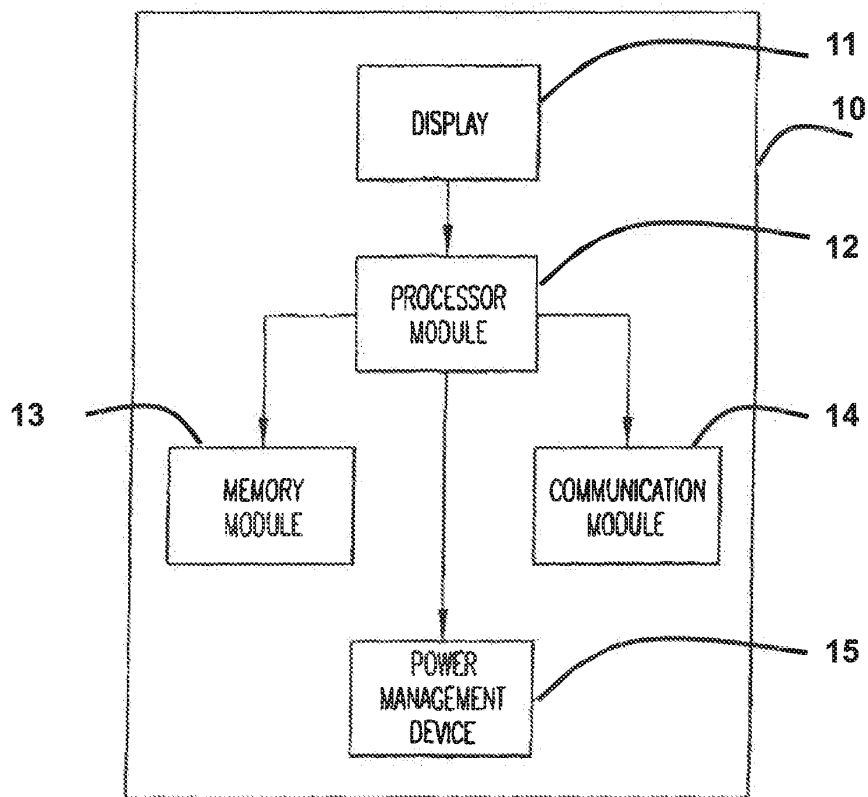 11
DISPLAY
10
12
PROCESSOR
MODULE
13
14
MEMORY
MODULE
COMMUNICATION
MODULE
POWER
MANAGEMENT
DEVICE
15